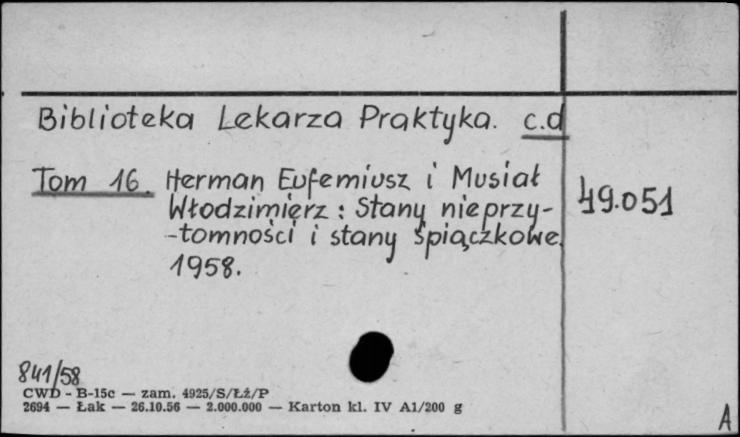 Biblioteka Lekarza Praktyka. c.d
Tom 16. Herman Eufemiusz i Musiał
Włodzimierz: Stany nieprzy-
-tomności i stany śpiączkowe.
1958.
49.051
841/58
CWD - B-15c — zam. 4925/S/Łż/P
2694 — Łak — 26.10.56 — 2.000.000 — Karton kl. IV A1/200 g
A